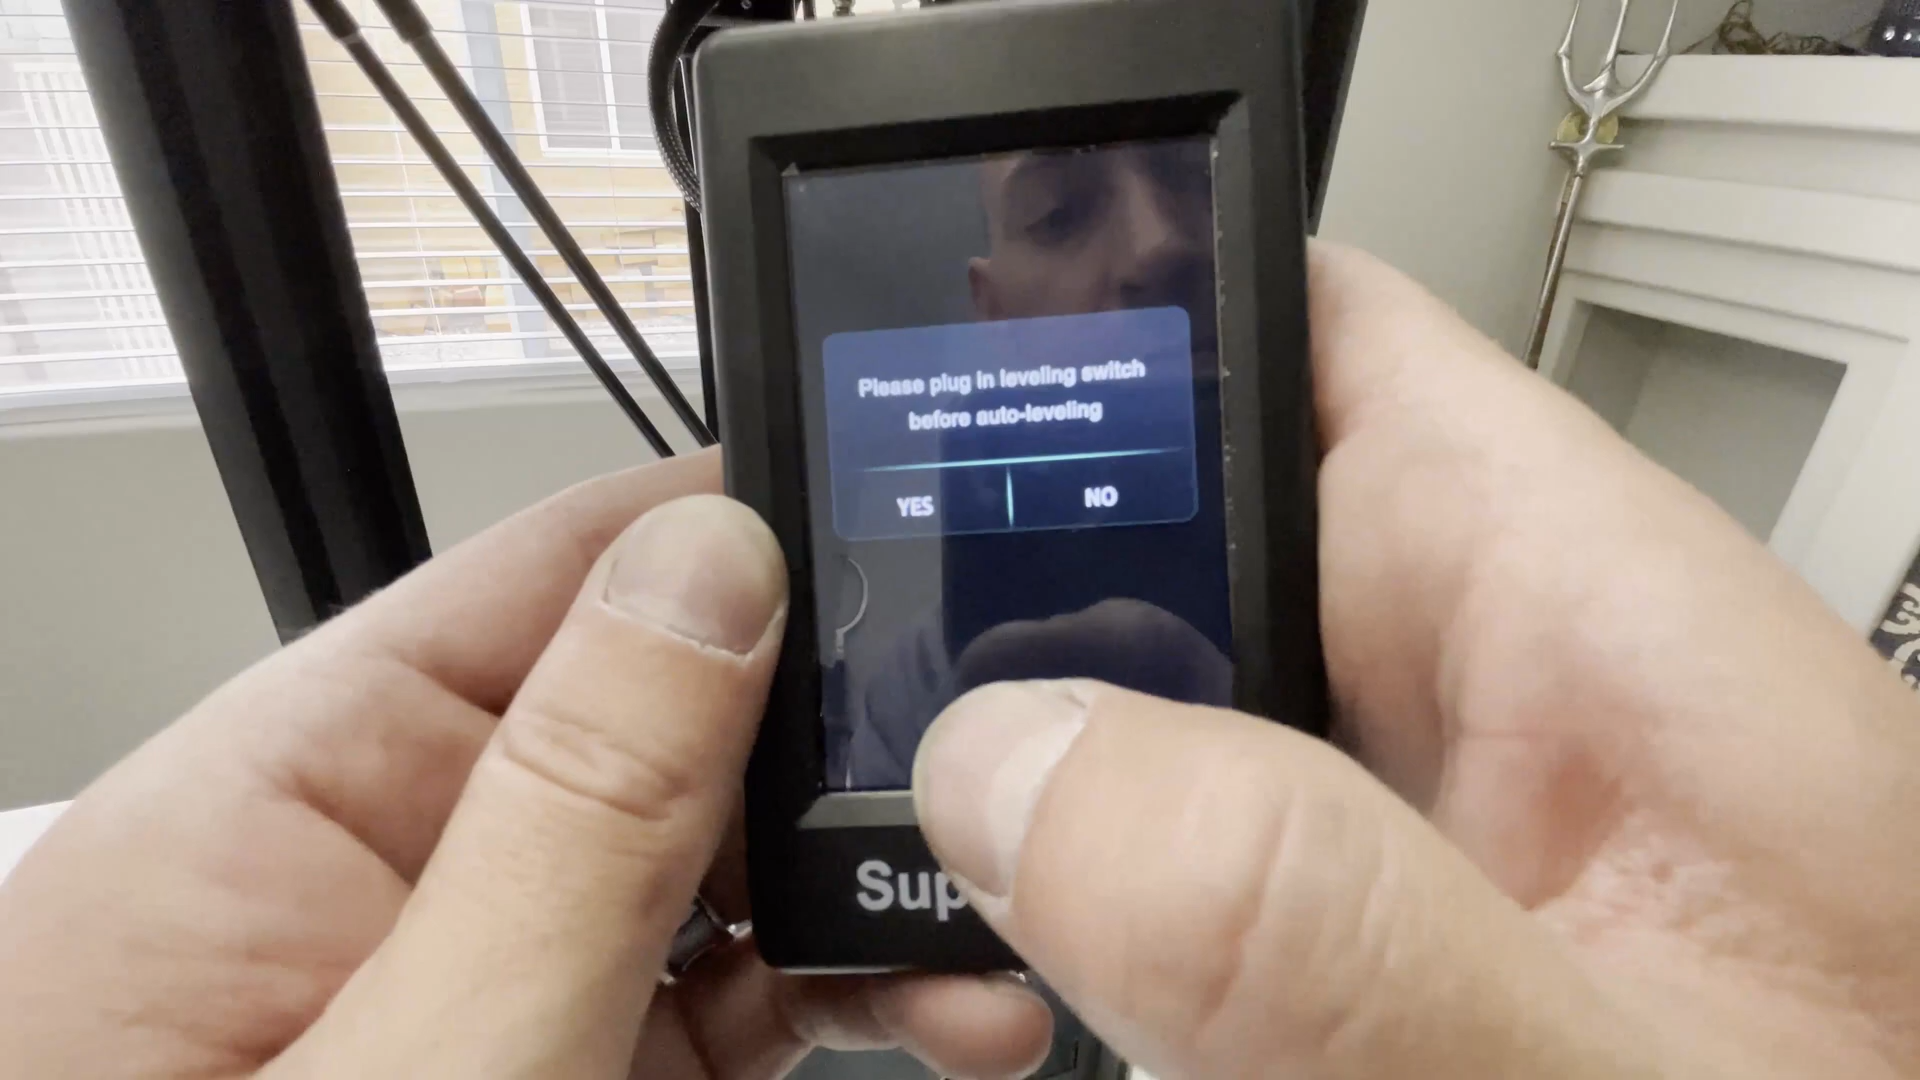 Please plug in leveling switch
before auto-leveling
YES
NO
Sup